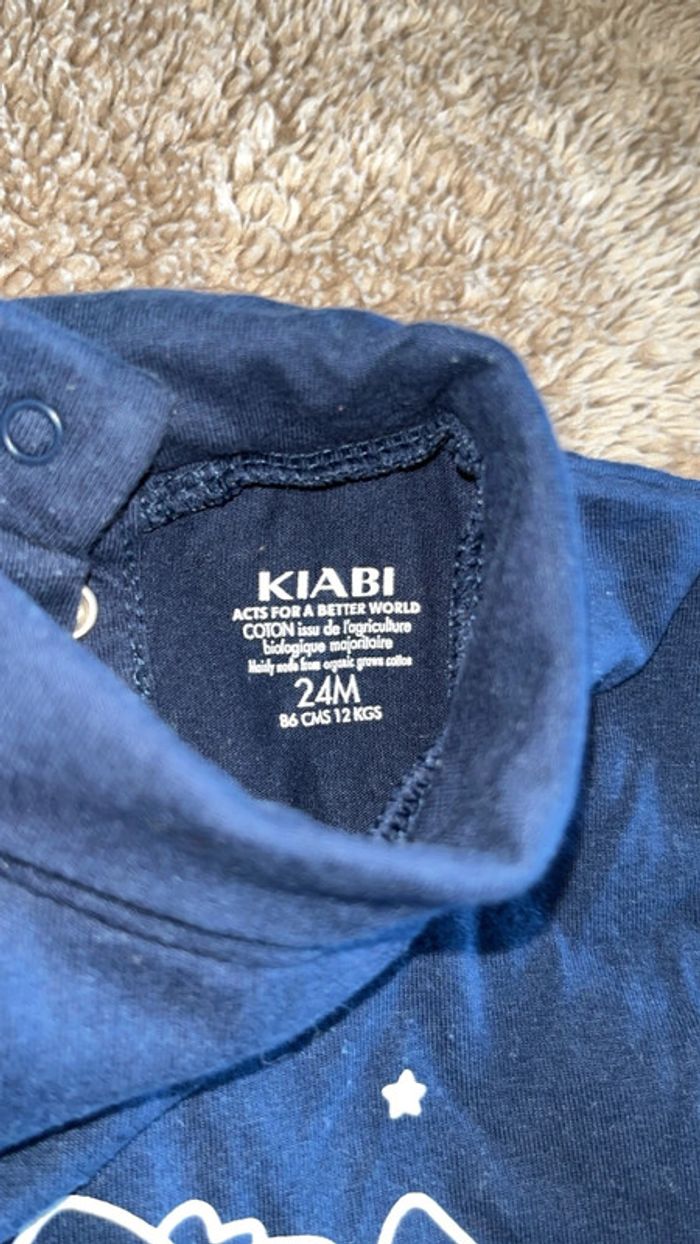 KIABI
ACTS FOR A BETTER WORLD
COTON issu de l'agriculture
biologique majoritaire
Mainly made from organic grown cotton
24M
86 CMS 12 KGS